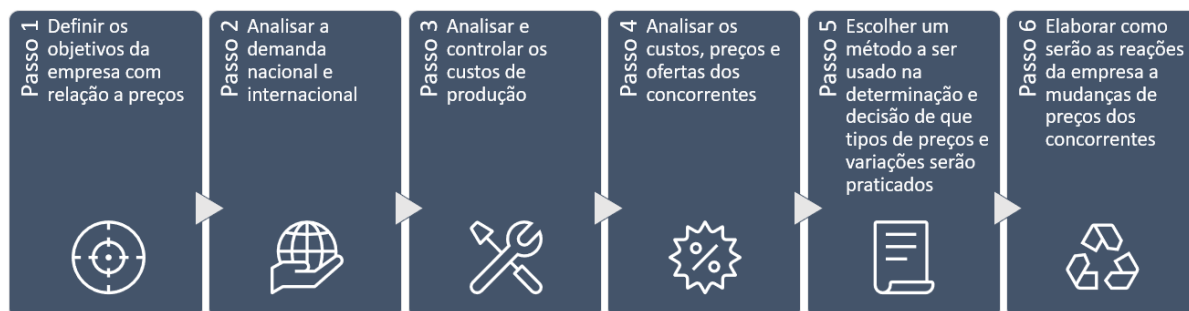 Passo 1
Definir os
objetivos da
empresa com
relação a preços
Passo 2
Analisar a
demanda
nacional e
internacional
Passo 3
Analisar e
controlar os
custos de
produção
Passo 4
Analisar os
custos, preços e
ofertas dos
concorrentes
Passo 5
Escolher um
método a ser
usado na
determinação e
decisão de que
tipos de preços e
variações serão
praticados
Passo 6
Elaborar como
serão as reações
da empresa a
mudanças de
preços dos
concorrentes
%